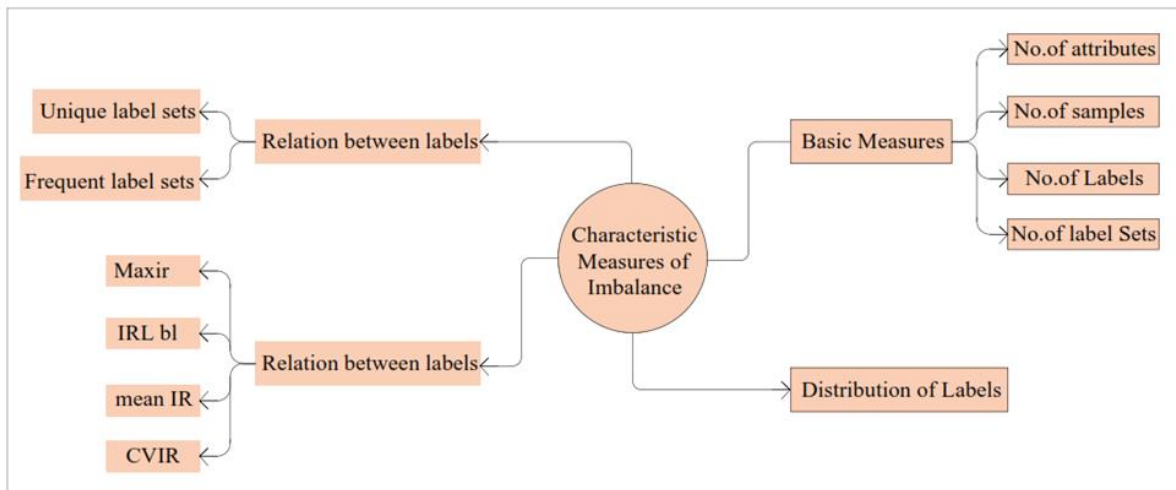 No.of attributes
Unique label sets
No.of samples
Relation between labels
Basic Measures
Frequent label sets
No.of Labels
Characteristic
Measures of
Imbalance
No.of label Sets
Maxir
IRL bl
Relation between labels
mean IR
Distribution of Labels
CVIR